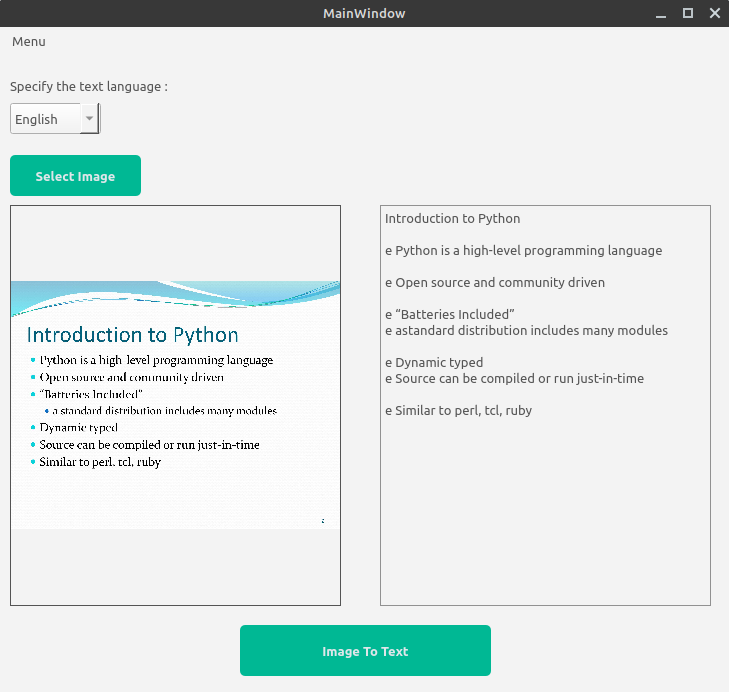 MainWindow
Menu
Specify the text language :
English
Select Image
Introduction to Python
• Python is a high-level programming language
• Open source and community driven
• “Batteries Included”
• a standard distribution includes many modules
• Dynamic typed
• Source can be compiled or run just-in-time
• Similar to perl, tcl, ruby
2
Introduction to Python
e Python is a high-level programming language
e Open source and community driven
e “Batteries Included”
e astandard distribution includes many modules
e Dynamic typed
e Source can be compiled or run just-in-time
e Similar to perl, tcl, ruby
Image To Text